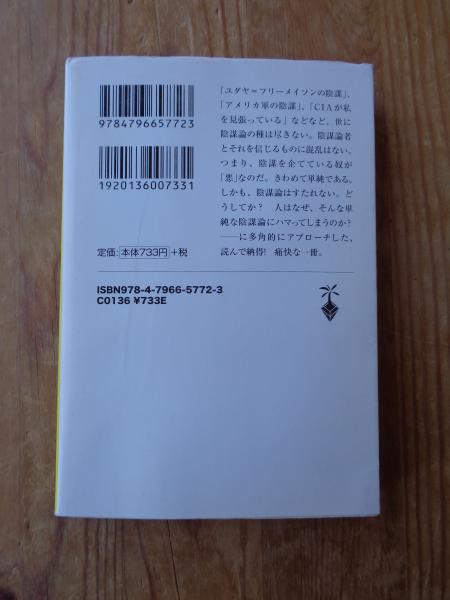 9784796657723
1920136007331
定価:本体733円+税
ISBN978-4-7966-5772-3
C0136 ¥733E
「ユダヤ=フリーメイソンの陰謀」、
「アメリカ軍の陰謀」、「CIAが私
を見張っている」などなど、世に
陰謀論の種は尽きない。陰謀論者
とそれを信じるものに混乱はない。
つまり、陰謀を企てている奴が
「悪」なのだ。きわめて単純である。
しかも、陰謀論はすたれない。ど
うしてか? 人はなぜ、そんな単
純な陰謀論にハマってしまうのか?
──に多角的にアプローチした、
読んで納得! 痛快な一冊。